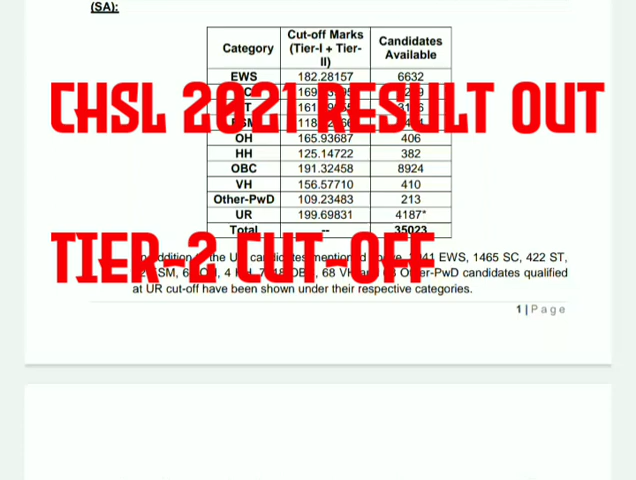 (SA):
Category Cut-off Marks (Tier-I + Tier-II) Candidates Available
EWS 182.28157 6632
CHSL 2021 RESULT OUT
OH 165.93687 406
HH 125.14722 382
OBC 191.32458 8924
VH 156.57710 410
Other-PwD 109.23483 213
UR 199.69831 4187*
Total -- 35023
TIER-2 CUT-OFF
EWS, 1465 SC, 422 ST,
68 candidates qualified
at UR cut-off have been shown under their respective categories.
1 | Page